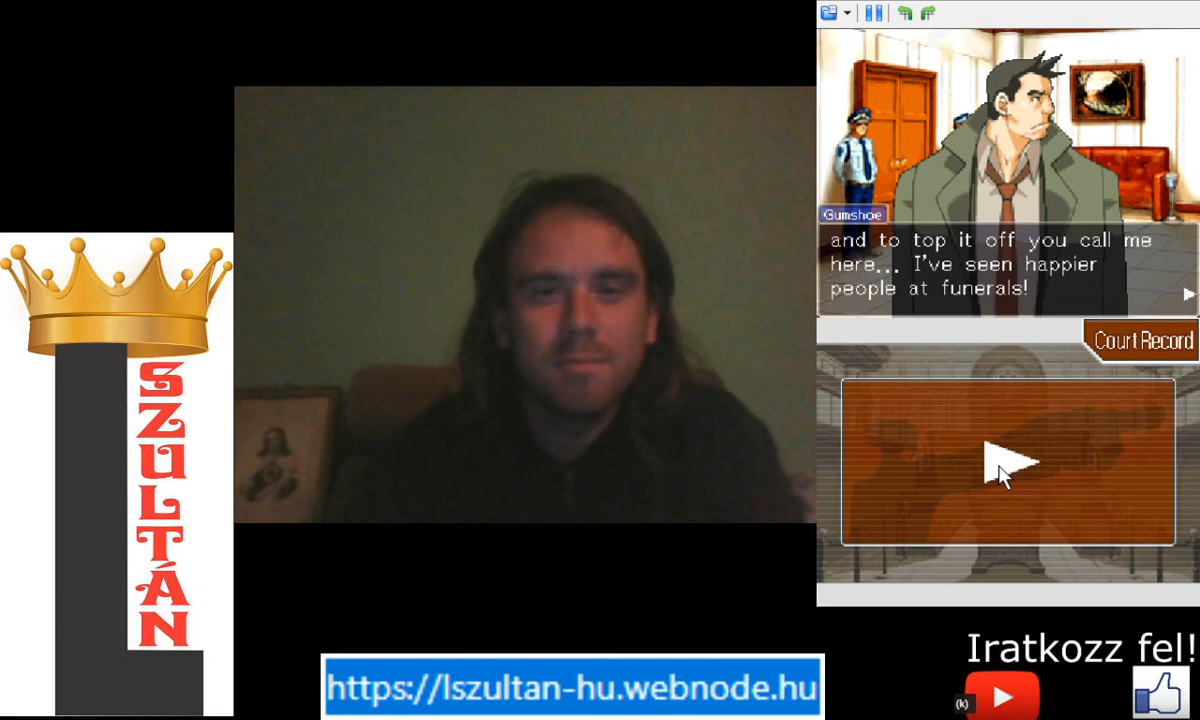 Gumshoe
and to top it off you call me
here... I've seen happier
people at funerals!
Court Record
SZULTÁN
https://lszultan-hu.webnode.hu
Iratkozz fel!
(k)